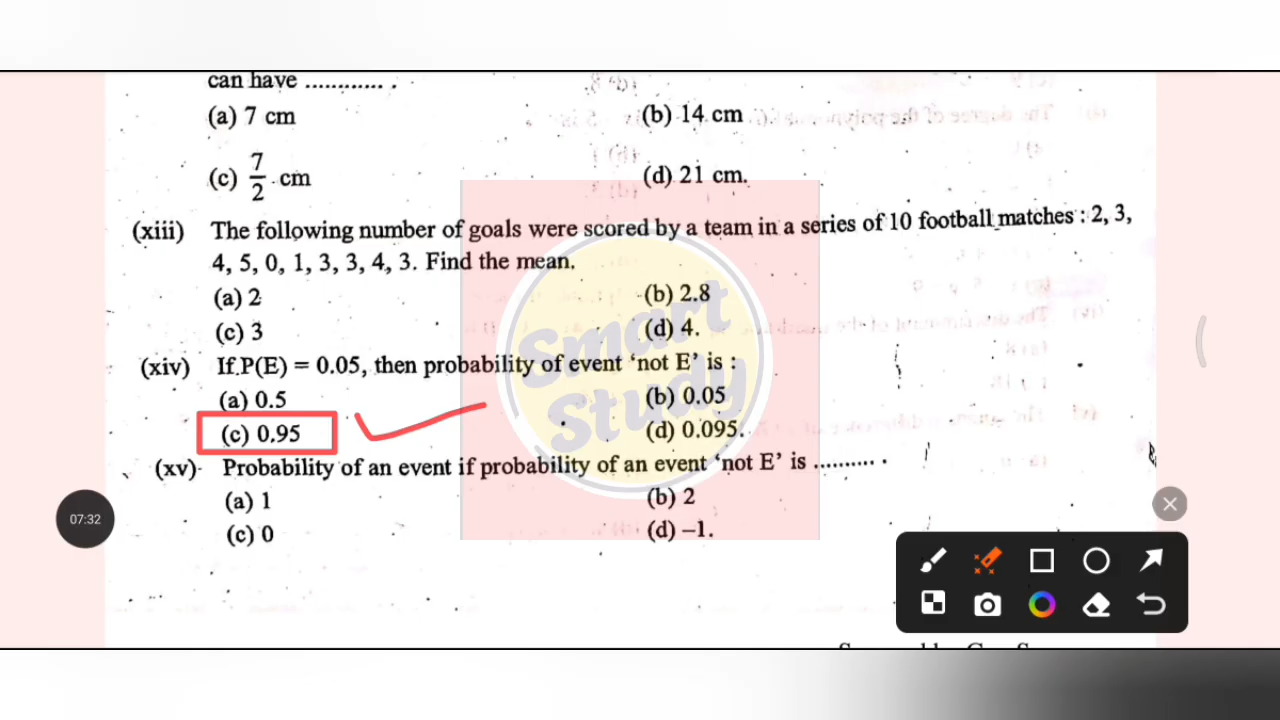 can have ............ .
(a) 7 cm
(b) 14 cm
(c) 7/2 cm
(d) 21 cm.
(xiii) The following number of goals were scored by a team in a series of 10 football matches : 2, 3,
4, 5, 0, 1, 3, 3, 4, 3. Find the mean.
(a) 2
(b) 2.8
(c) 3
(d) 4.
(xiv) If P(E) = 0.05, then probability of event ‘not E’ is :
(a) 0.5
(b) 0.05
(c) 0.95
(d) 0.095.
(xv) Probability of an event if probability of an event ‘not E’ is .......... .
(a) 1
(b) 2
(c) 0
(d) –1.
Smart
Study
07:32